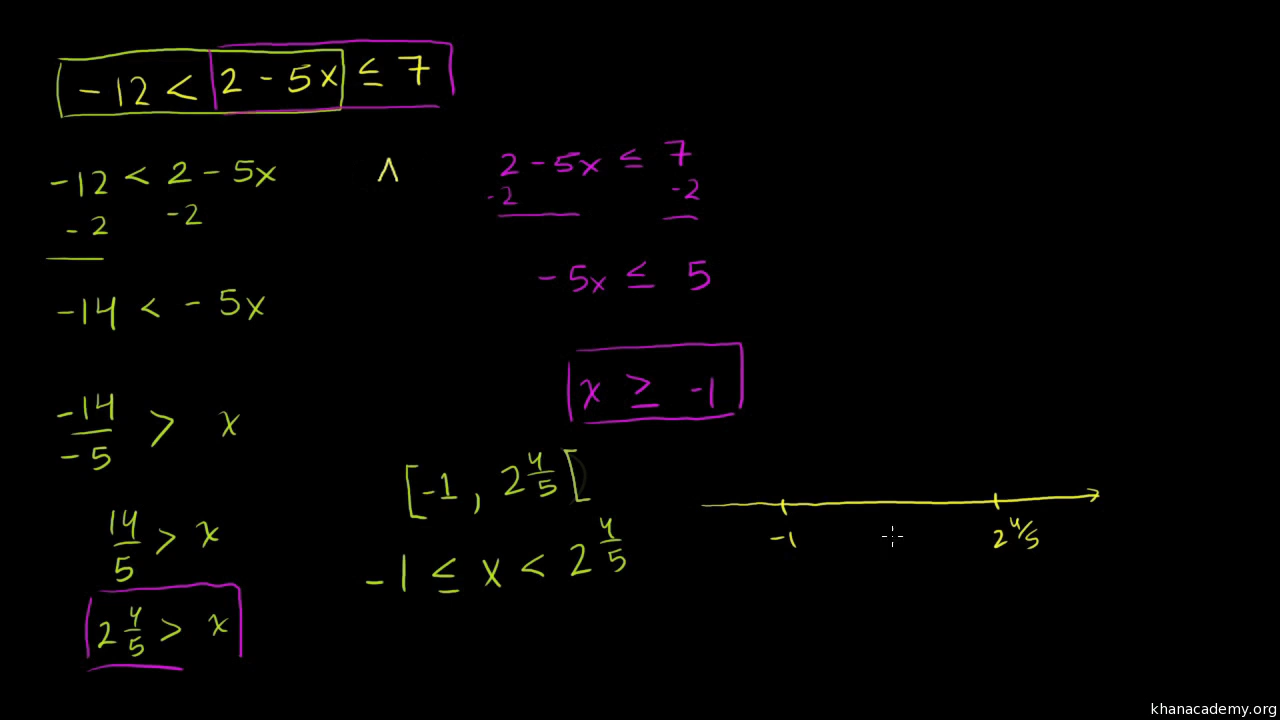 -12 < 2 - 5x ≤ 7
-12 < 2 - 5x ∧ 2 - 5x ≤ 7
-2 -2 -2 -2
-14 < -5x -5x ≤ 5
-14/-5 > x x ≥ -1
[-1, 2 4/5[
14/5 > x -1 ≤ x < 2 4/5 -1 2 4/5
2 4/5 > x
khanacademy.org